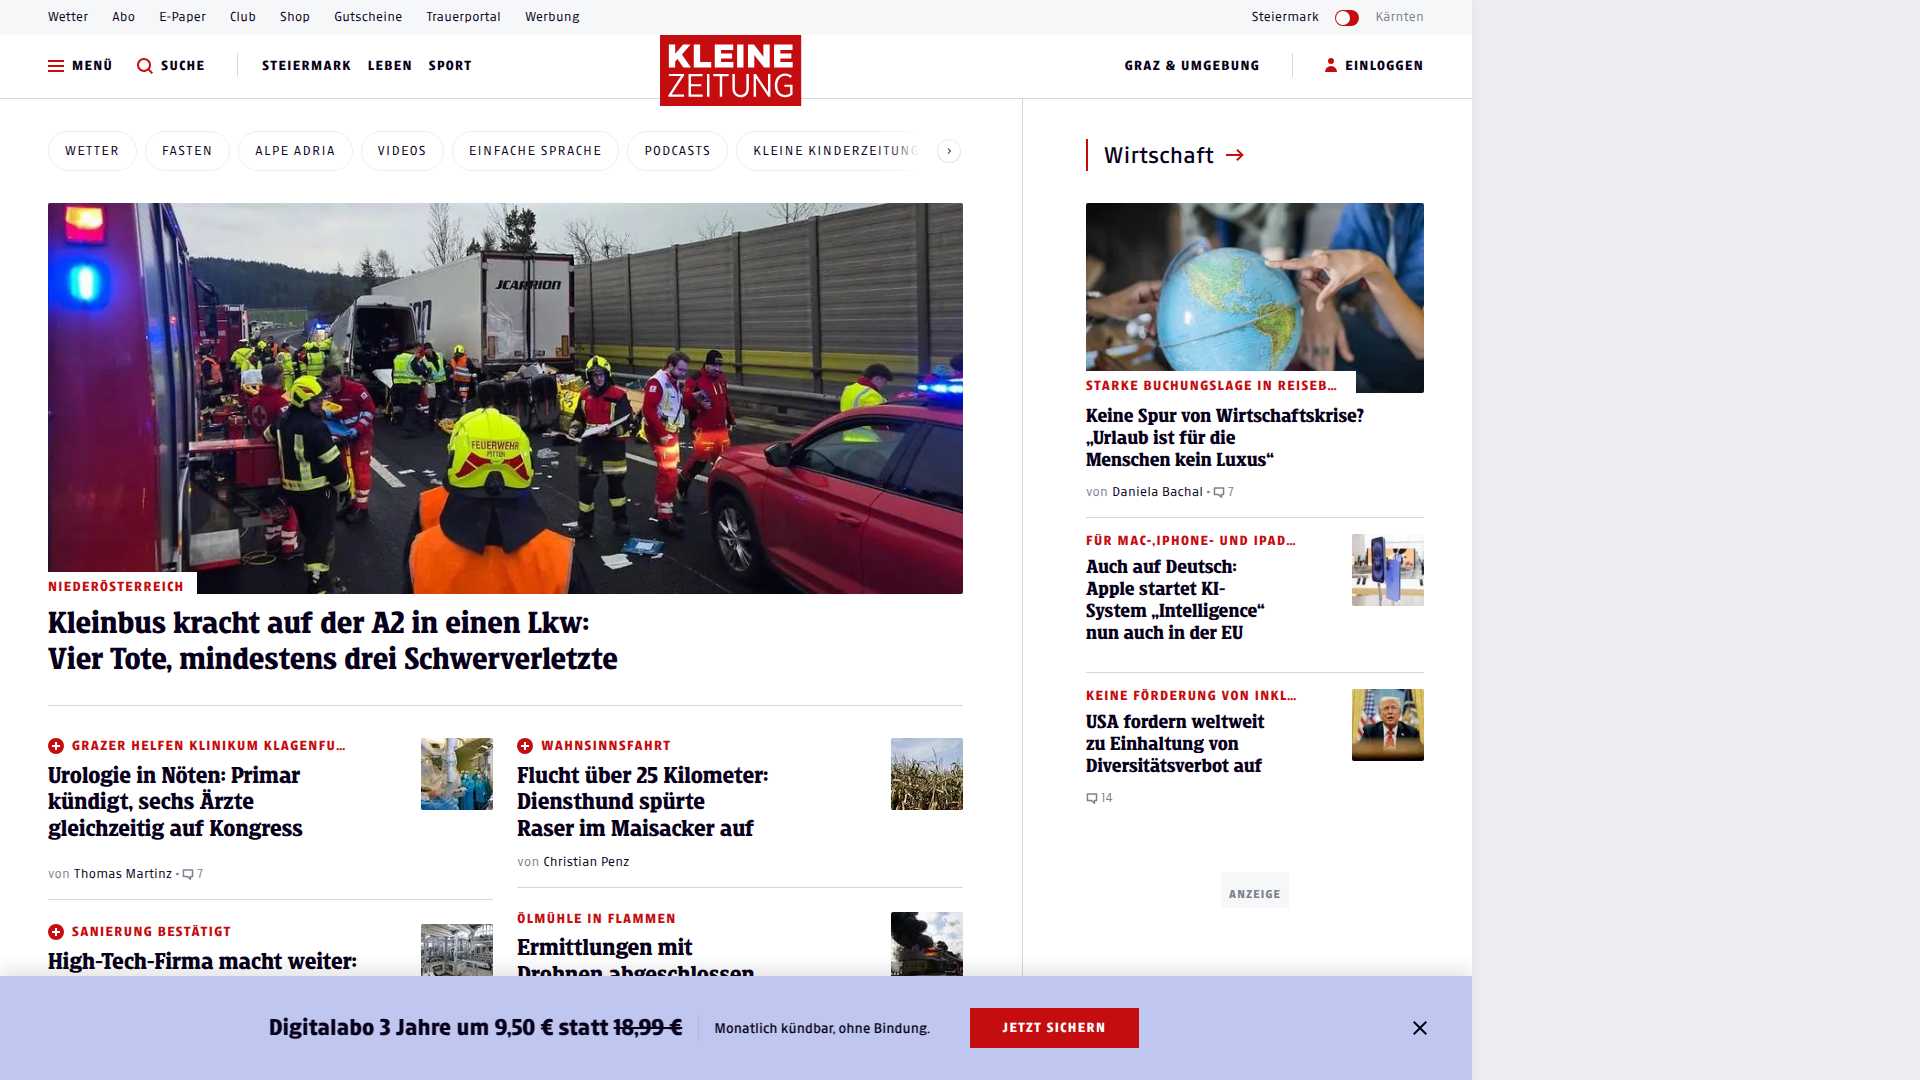 Wetter Abo E-Paper Club Shop Gutscheine Trauerportal Werbung Steiermark Kärnten
MENÜ SUCHE STEIERMARK LEBEN SPORT
KLEINE
ZEITUNG
GRAZ & UMGEBUNG EINLOGGEN
WETTER FASTEN ALPE ADRIA VIDEOS EINFACHE SPRACHE PODCASTS KLEINE KINDERZEITUNG
JCARRION
FEUERWEHR
PITTEN
NIEDERÖSTERREICH
Kleinbus kracht auf der A2 in einen Lkw:
Vier Tote, mindestens drei Schwerverletzte
GRAZER HELFEN KLINIKUM KLAGENFU...
Urologie in Nöten: Primar
kündigt, sechs Ärzte
gleichzeitig auf Kongress
von Thomas Martinz • 7
SANIERUNG BESTÄTIGT
High-Tech-Firma macht weiter:
WAHNSINNSFAHRT
Flucht über 25 Kilometer:
Diensthund spürte
Raser im Maisacker auf
von Christian Penz
ÖLMÜHLE IN FLAMMEN
Ermittlungen mit
Drohnen abgeschlossen
Wirtschaft
STARKE BUCHUNGSLAGE IN REISEB...
Keine Spur von Wirtschaftskrise?
„Urlaub ist für die
Menschen kein Luxus“
von Daniela Bachal • 7
FÜR MAC-,IPHONE- UND IPAD...
Auch auf Deutsch:
Apple startet KI-
System „Intelligence“
nun auch in der EU
KEINE FÖRDERUNG VON INKL...
USA fordern weltweit
zu Einhaltung von
Diversitätsverbot auf
14
ANZEIGE
Digitalabo 3 Jahre um 9,50 € statt 18,99 €
Monatlich kündbar, ohne Bindung.
JETZT SICHERN